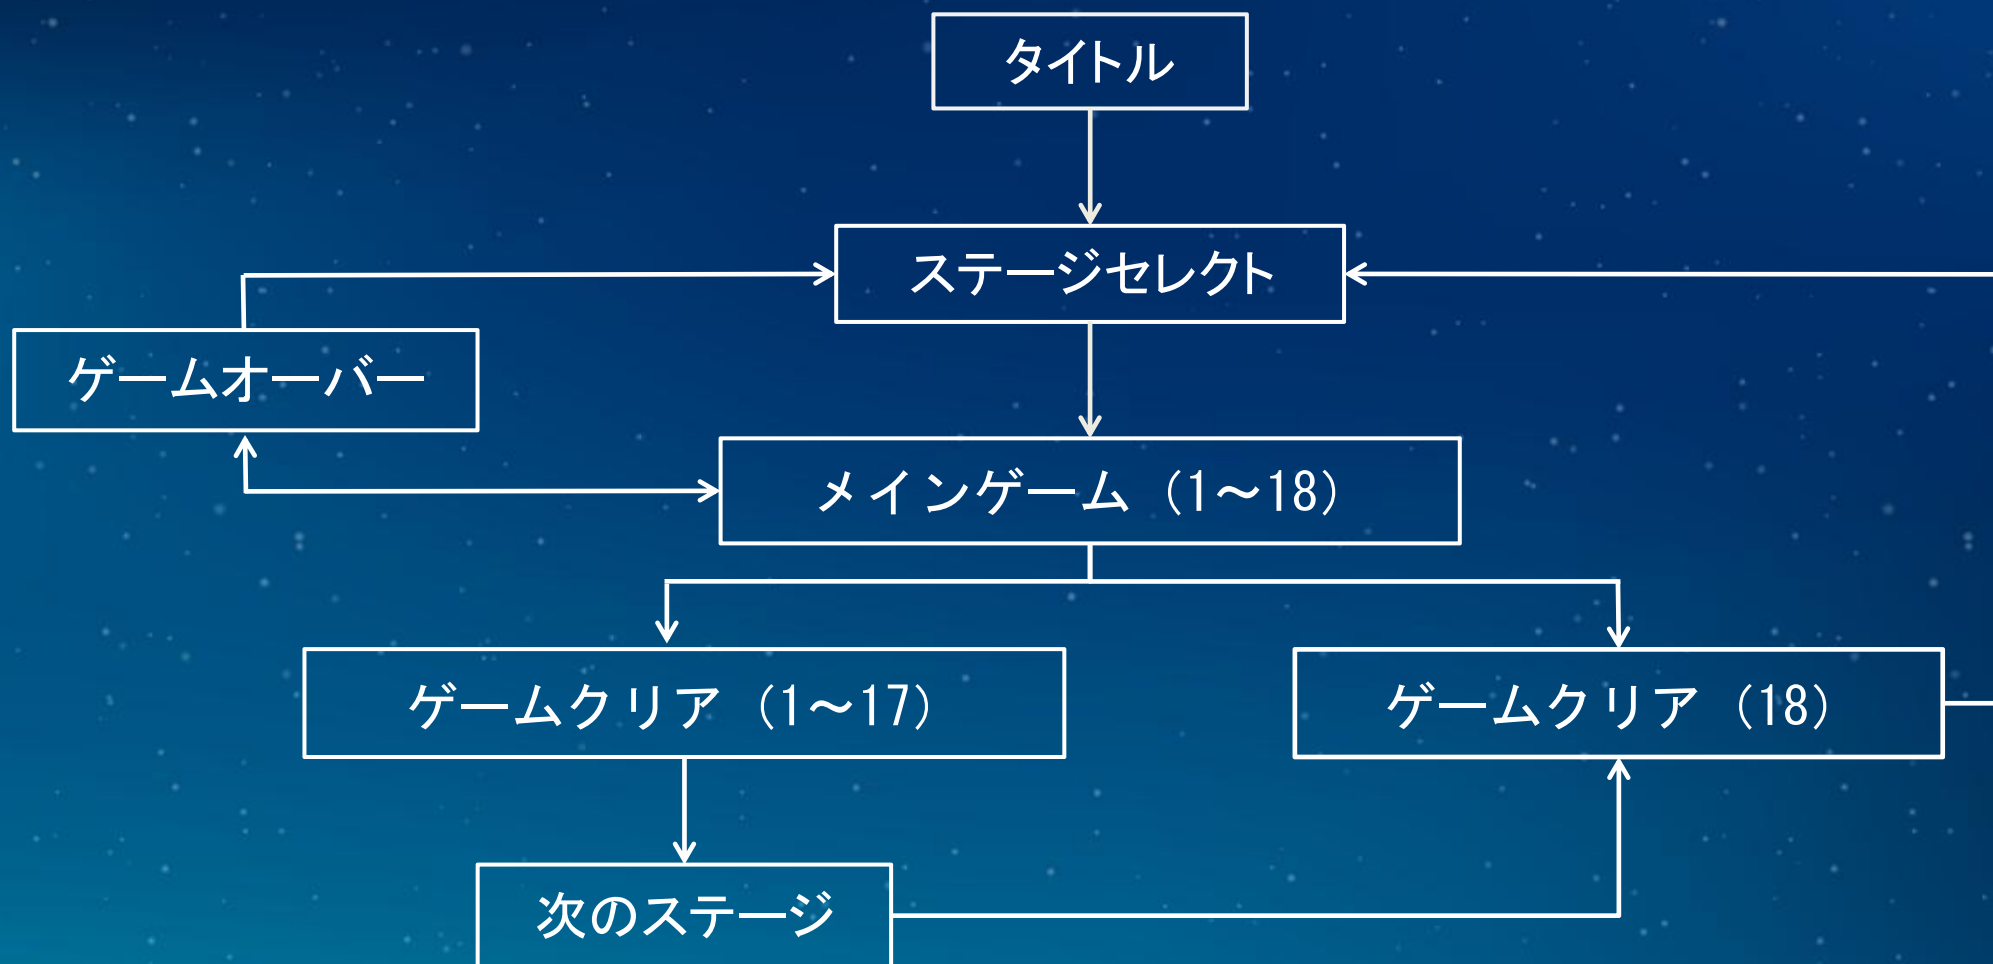 タイトル
ステージセレクト
ゲームオーバー
メインゲーム（1～18）
ゲームクリア（1～17）
ゲームクリア（18）
次のステージ